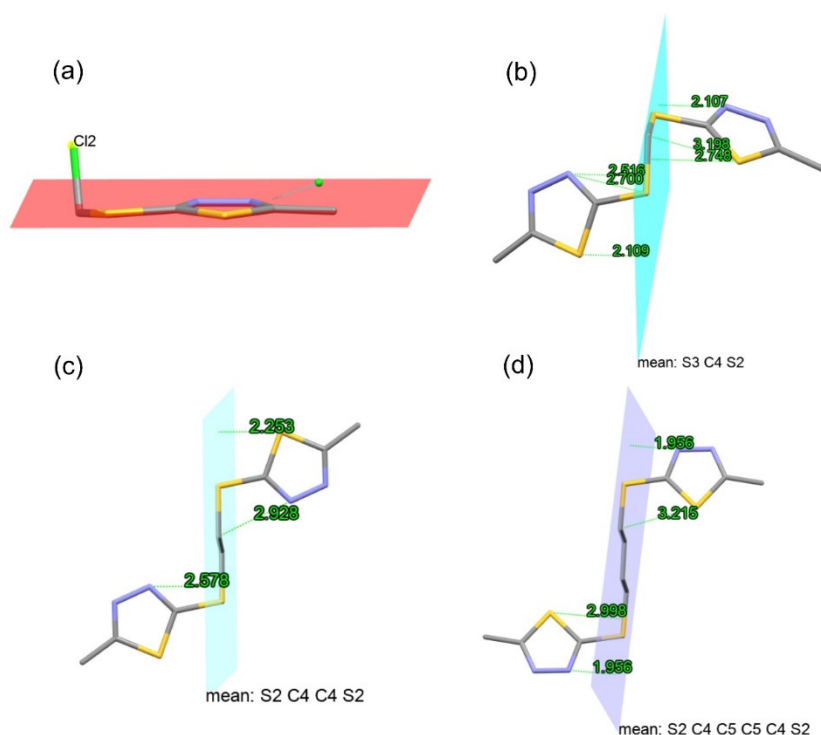 (a)
Cl2
(b)
2.107
3.198
2.748
2.516
2.700
2.109
mean: S3 C4 S2
(c)
2.253
2.928
2.578
mean: S2 C4 C4 S2
(d)
1.956
3.215
2.998
1.956
mean: S2 C4 C5 C5 C4 S2